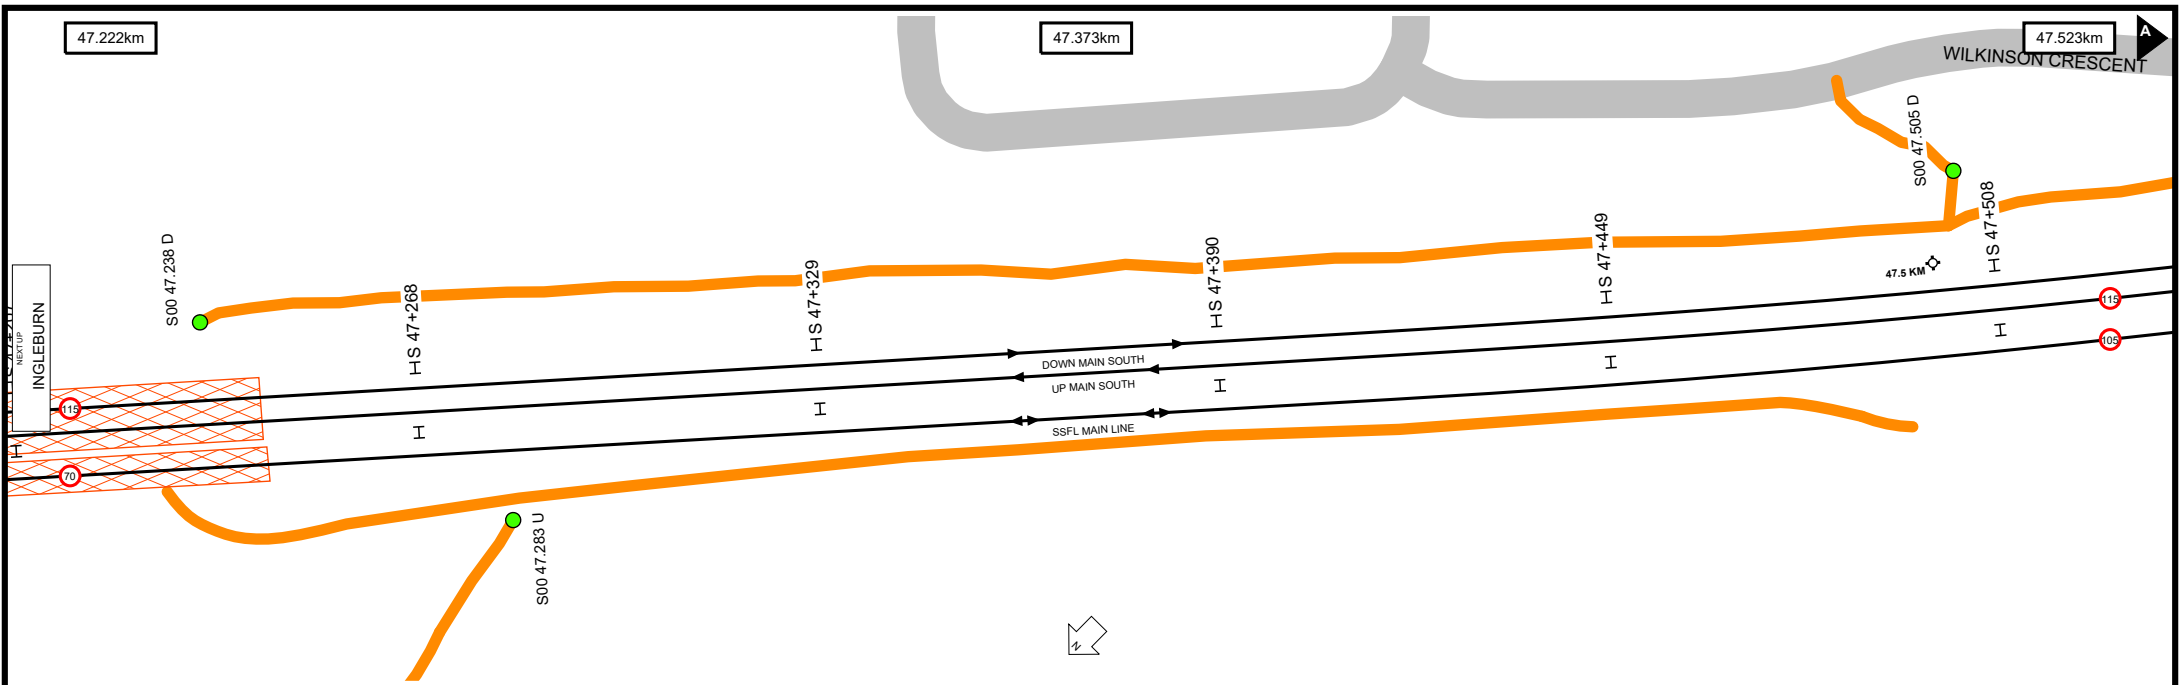 47.222km
47.373km
47.523km
A
WILKINSON CRESCENT
S00 47.505 D
HS 47+508
HS 47+449
HS 47+390
HS 47+329
HS 47+268
S00 47.238 D
47.5 KM
NEXT UP
INGLEBURN
DOWN MAIN SOUTH
UP MAIN SOUTH
SSFL MAIN LINE
115
70
115
105
S00 47.283 U
N